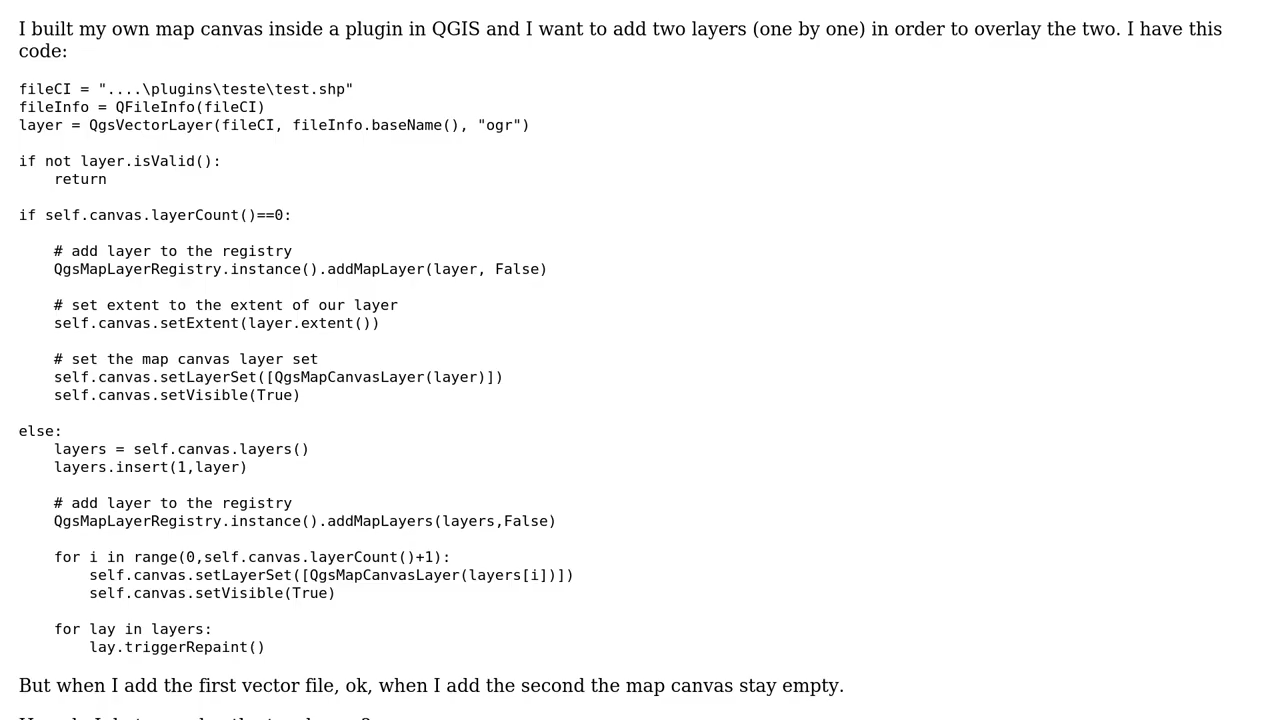 I built my own map canvas inside a plugin in QGIS and I want to add two layers (one by one) in order to overlay the two. I have this
code:
fileCI = "....\plugins\teste\test.shp"
fileInfo = QFileInfo(fileCI)
layer = QgsVectorLayer(fileCI, fileInfo.baseName(), "ogr")
if not layer.isValid():
    return
if self.canvas.layerCount()==0:
    # add layer to the registry
    QgsMapLayerRegistry.instance().addMapLayer(layer, False)
    # set extent to the extent of our layer
    self.canvas.setExtent(layer.extent())
    # set the map canvas layer set
    self.canvas.setLayerSet([QgsMapCanvasLayer(layer)])
    self.canvas.setVisible(True)
else:
    layers = self.canvas.layers()
    layers.insert(1,layer)
    # add layer to the registry
    QgsMapLayerRegistry.instance().addMapLayers(layers,False)
    for i in range(0,self.canvas.layerCount()+1):
        self.canvas.setLayerSet([QgsMapCanvasLayer(layers[i])])
        self.canvas.setVisible(True)
    for lay in layers:
        lay.triggerRepaint()
But when I add the first vector file, ok, when I add the second the map canvas stay empty.